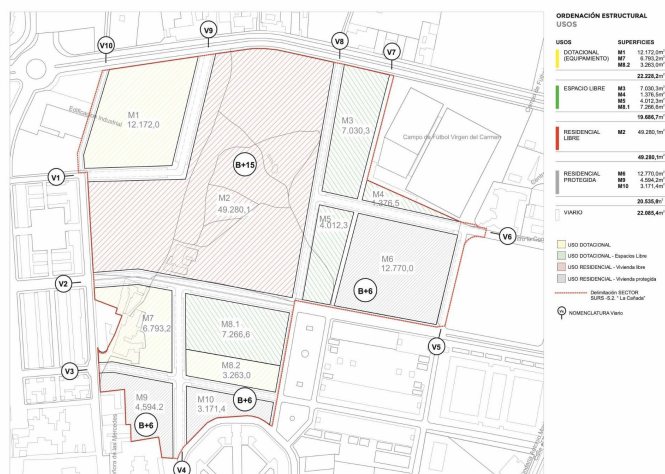 ORDENACIÓN ESTRUCTURAL
USOS
USOS SUPERFICIES
DOTACIONAL (EQUIPAMIENTO)
M1 12.172,0m²
M7 6.793,2m²
M8.2 3.263,0m²
22.228,2m²
ESPACIO LIBRE
M3 7.030,3m²
M4 1.376,5m²
M5 4.012,3m²
M8.1 7.266,6m²
19.686,7m²
RESIDENCIAL LIBRE
M2 49.280,1m²
49.280,1m²
RESIDENCIAL PROTEGIDA
M6 12.770,0m²
M9 4.594,2m²
M10 3.171,4m²
20.535,6m²
VIARIO 22.085,4m²
USO DOTACIONAL
USO DOTACIONAL - Espacios Libre
USO RESIDENCIAL - Vivienda libre
USO RESIDENCIAL - Vivienda protegida
Delimitación SECTOR
SURS -S.2. " La Cañada"
NOMENCLATURA Viario
V10
V9
V8
V7
M1
12.172,0
Edificación Industrial
M3
7.030,3
Campo de Fútbol Virgen del Carmen
B+15
V1
M2
49.280,1
M4
1.376,5
M5
4.012,3
V6
M6
12.770,0
B+6
V2
M7
6.793,2
M8.1
7.266,6
V5
M8.2
3.263,0
V3
M9
4.594.2
M10
3.171,4
B+6
B+6
V4